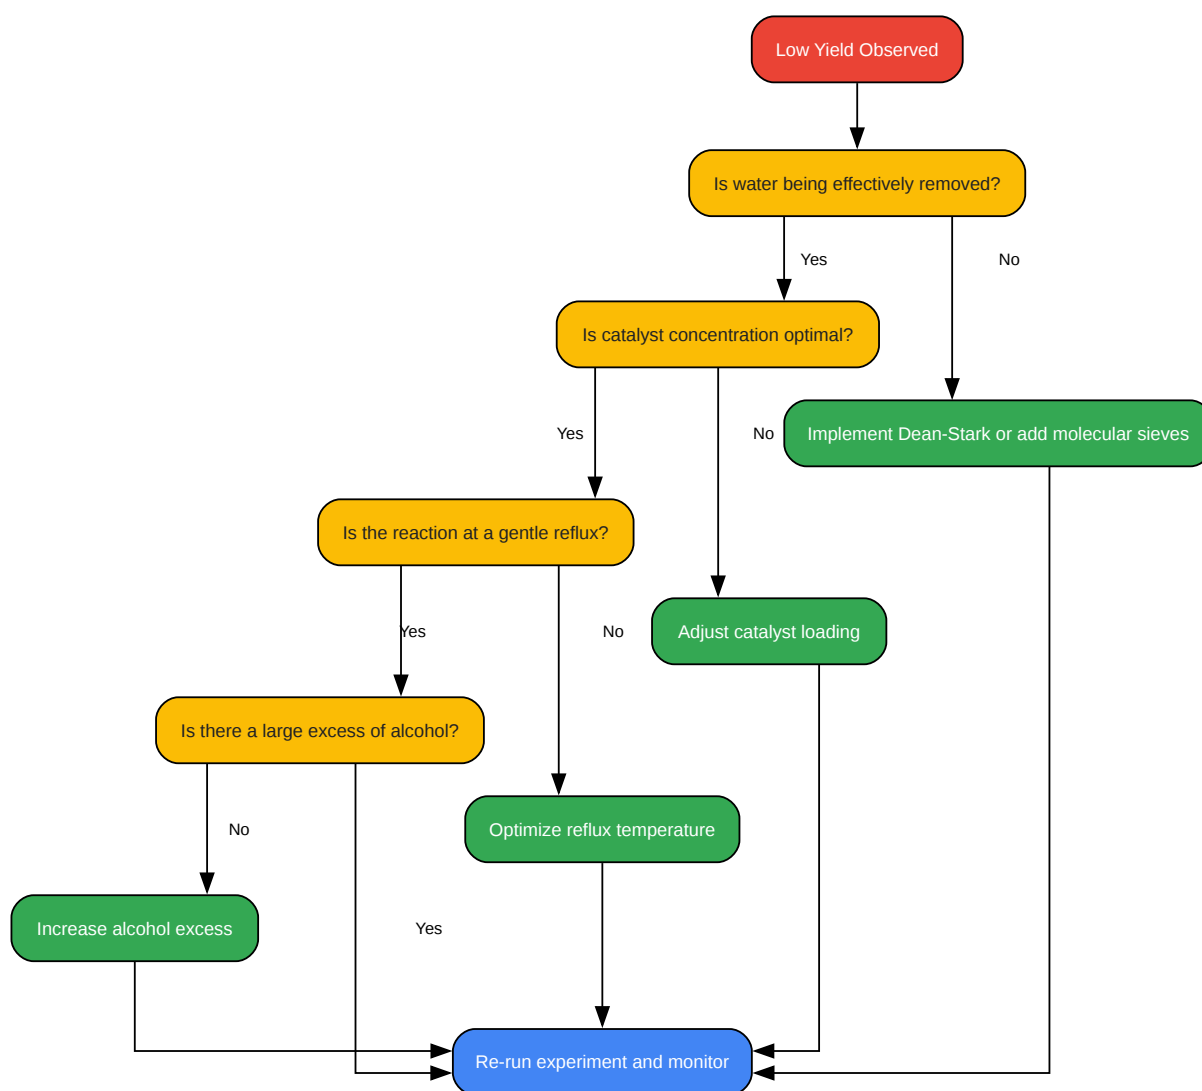 Low Yield Observed
Is water being effectively removed?
Yes
No
Is catalyst concentration optimal?
Yes
No
Implement Dean-Stark or add molecular sieves
Is the reaction at a gentle reflux?
Yes
No
Adjust catalyst loading
Is there a large excess of alcohol?
No
Optimize reflux temperature
Increase alcohol excess
Yes
Re-run experiment and monitor